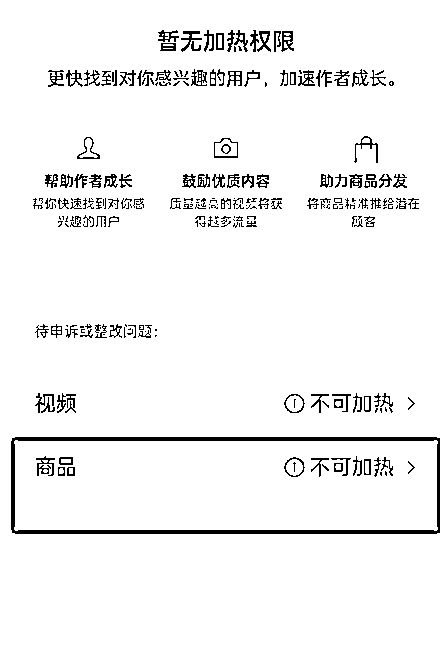 暂无加热权限
更快找到对你感兴趣的用户，加速作者成长。
帮助作者成长
鼓励优质内容
助力商品分发
帮你快速找到对你感
兴趣的用户
质量越高的视频将获
得越多流量
将商品精准推给潜在
顾客
待申诉或整改问题：
视频
不可加热 >
商品
不可加热 >